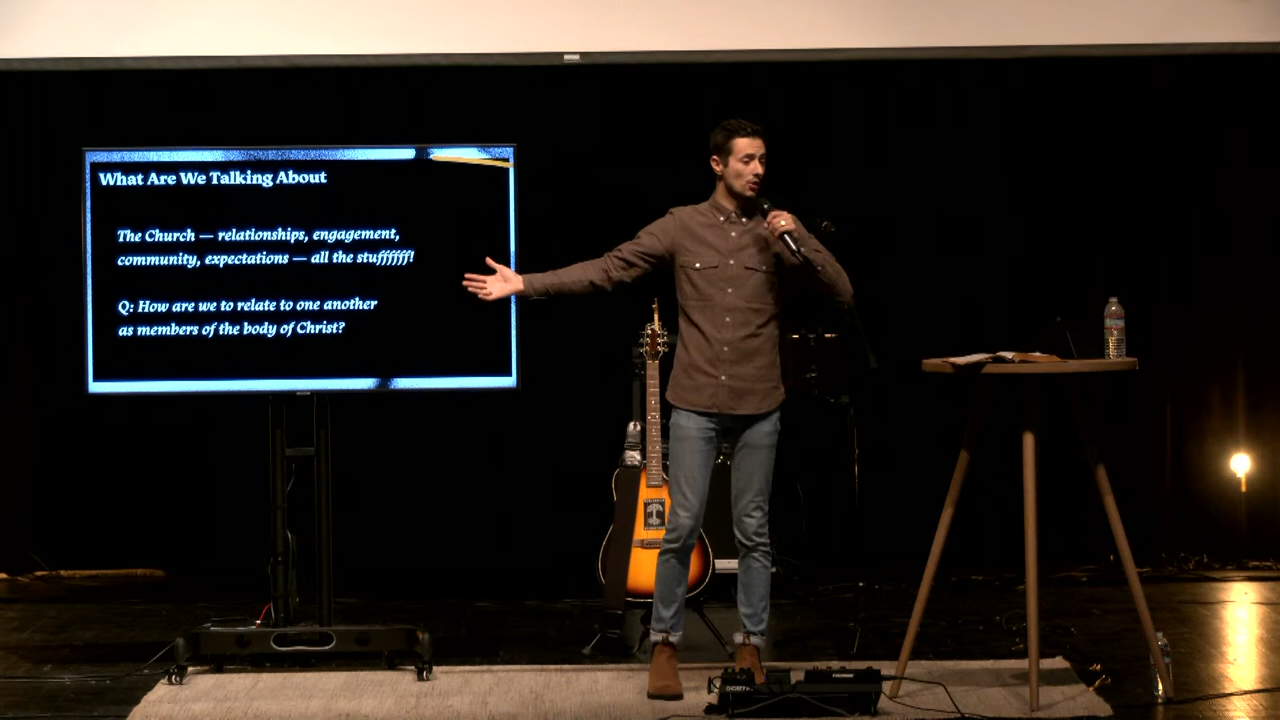 What Are We Talking About
The Church — relationships, engagement,
community, expectations — all the stuffffff!
Q: How are we to relate to one another
as members of the body of Christ?